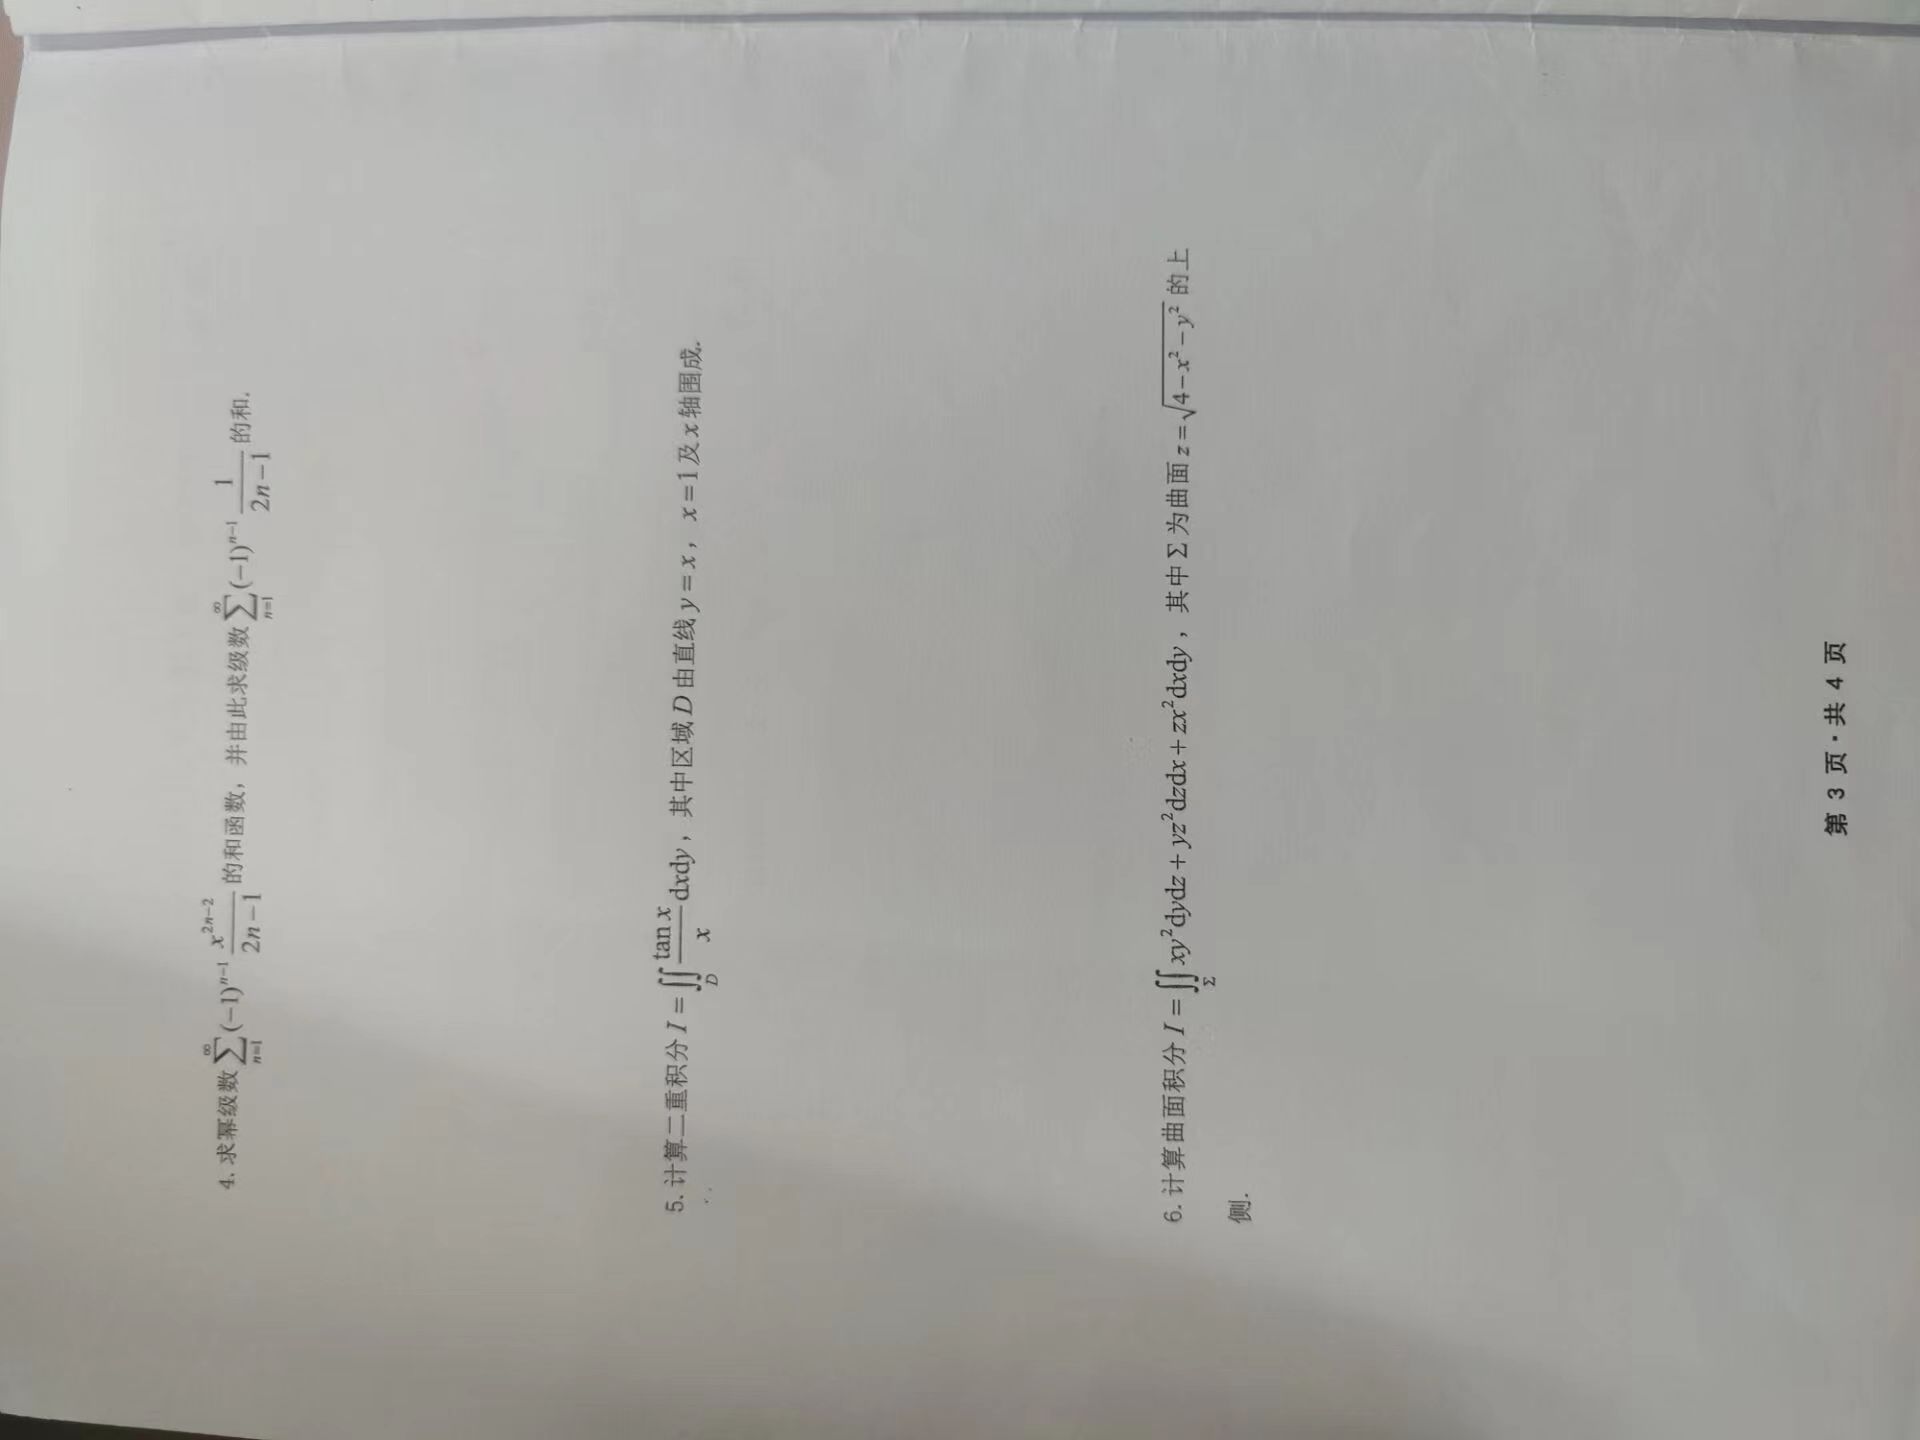 4. 求幂级数 $\sum_{n=1}^{\infty}(-1)^{n-1}\frac{x^{2n-2}}{2n-1}$ 的和函数，并由此求级数 $\sum_{n=1}^{\infty}(-1)^{n-1}\frac{1}{2n-1}$ 的和.
5. 计算二重积分 $I=\iint_{D}\frac{\tan x}{x}\mathrm{d}x\mathrm{d}y$，其中区域 $D$ 由直线 $y=x$，$x=1$ 及 $x$ 轴围成.
6. 计算曲面积分 $I=\iint_{\Sigma}xy^{2}\mathrm{d}y\mathrm{d}z+yz^{2}\mathrm{d}z\mathrm{d}x+zx^{2}\mathrm{d}x\mathrm{d}y$，其中 $\Sigma$ 为曲面 $z=\sqrt{4-x^{2}-y^{2}}$ 的上
侧.
第 3 页·共 4 页